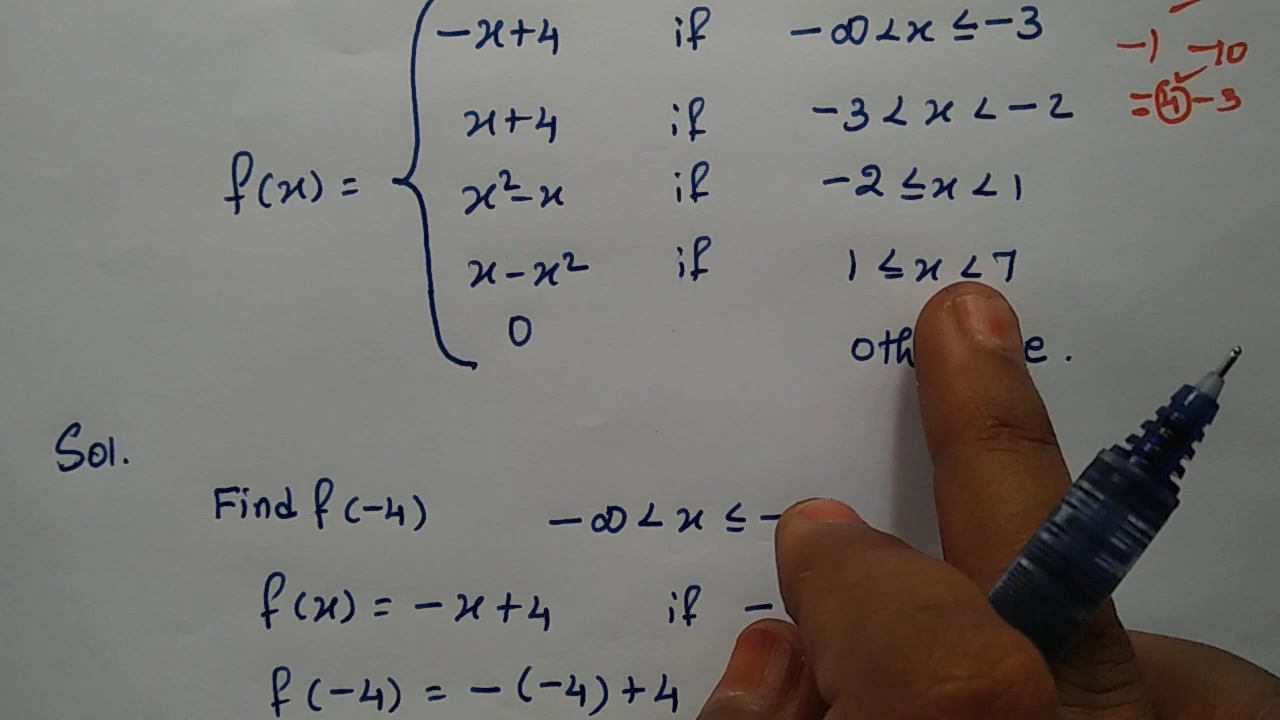 -x+4 if -∞<x≤-3
-1 -10
x+4 if -3<x<-2
=4-3
f(x) = x²-x if -2≤x<1
x-x² if 1≤x<7
0
Sol.
Find f(-4) -∞<x≤-
f(x) = -x+4 if -
f(-4) = -(-4)+4